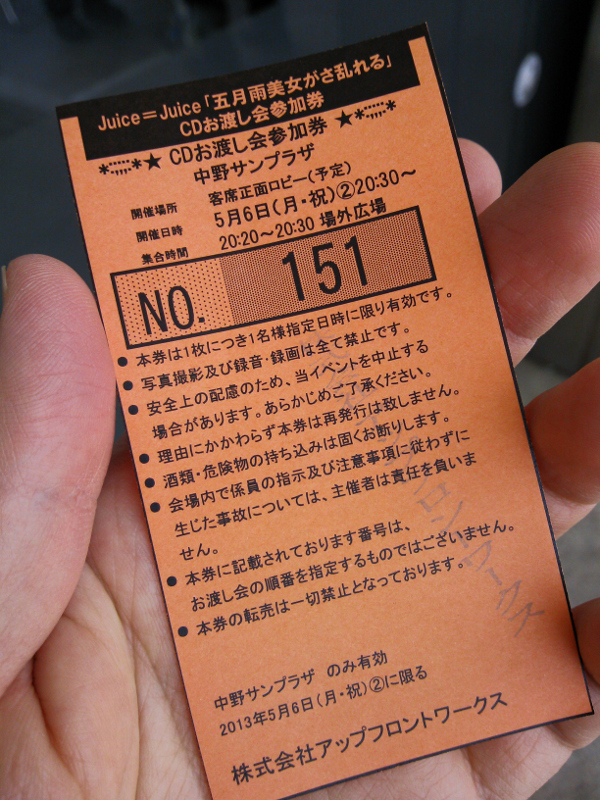 Juice=Juice「五月雨美女がさ乱れる」
CDお渡し会参加券
CDお渡し会参加券
中野サンプラザ
開催場所 客席正面ロビー(予定)
開催日時 5月6日(月・祝)②20:30～
集合時間 20:20～20:30 場外広場
NO. 151
● 本券は1枚につき1名様指定日時に限り有効です。
● 写真撮影及び録音・録画は全て禁止です。
● 安全上の配慮のため、当イベントを中止する
場合があります。あらかじめご了承ください。
● 理由にかかわらず本券は再発行は致しません。
● 酒類・危険物の持ち込みは固くお断りします。
● 会場内で係員の指示及び注意事項に従わずに
生じた事故については、主催者は責任を負いま
せん。
● 本券に記載されております番号は、
お渡し会の順番を指定するものではございません。
● 本券の転売は一切禁止となっております。
中野サンプラザ のみ有効
2013年5月6日(月・祝)②に限る
株式会社アップフロントワークス